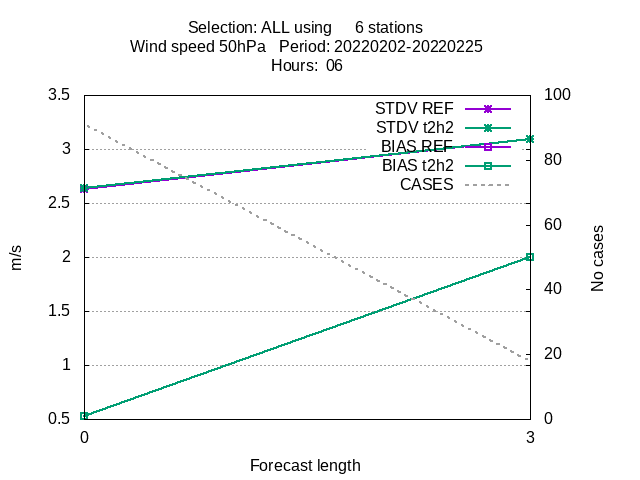 Selection: ALL using 6 stations
Wind speed 50hPa Period: 20220202-20220225
Hours: 06
3.5
3
2.5
2
1.5
1
0.5
100
80
60
40
20
0
STDV REF
STDV t2h2
BIAS REF
BIAS t2h2
CASES
m/s
No cases
0
3
Forecast length